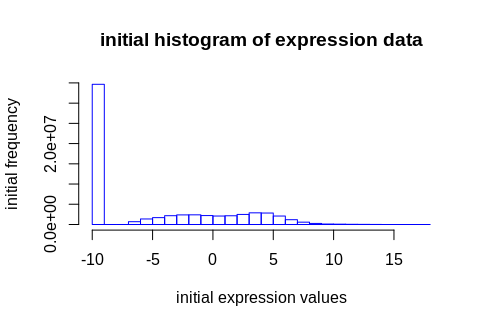 initial histogram of expression data
initial frequency
2.0e+07
0.0e+00
-10 -5 0 5 10 15
initial expression values